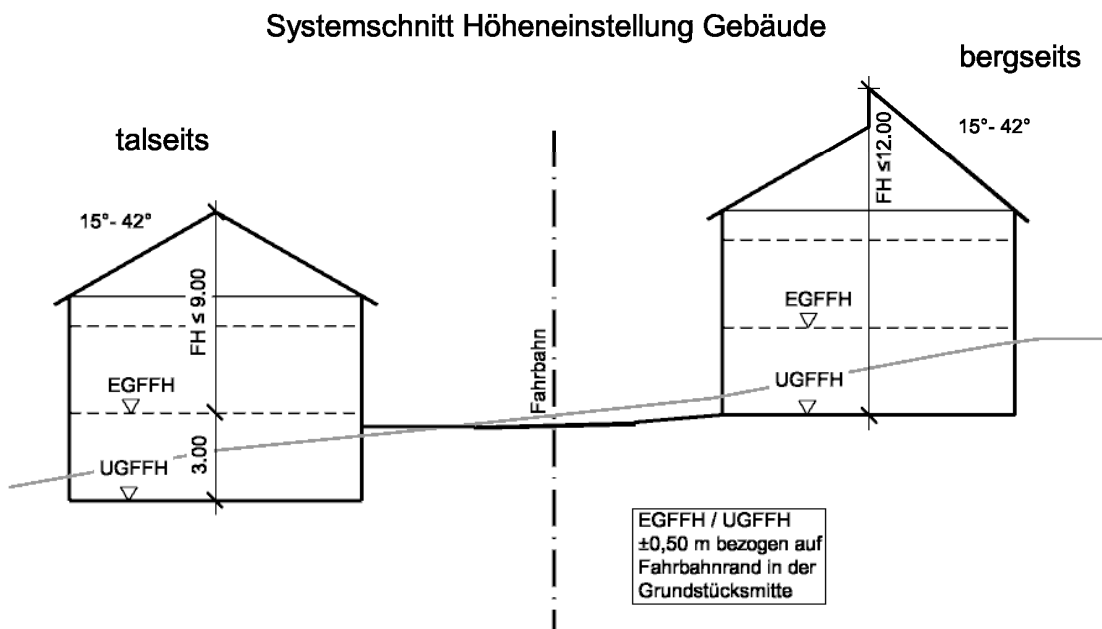 Systemschnitt Höheneinstellung Gebäude
bergseits
talseits
15°- 42°
FH ≤12.00
15°- 42°
EGFFH
FH ≤ 9.00
Fahrbahn
EGFFH
UGFFH
3.00
UGFFH
EGFFH / UGFFH
±0,50 m bezogen auf
Fahrbahnrand in der
Grundstücksmitte